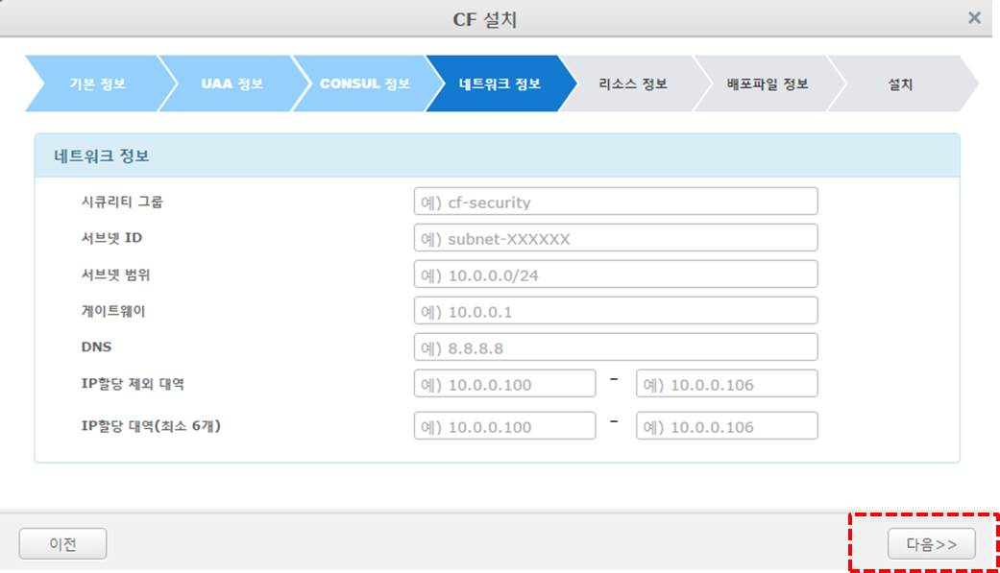 CF 설치
×
기본 정보
UAA 정보
CONSUL 정보
네트워크 정보
리소스 정보
배포파일 정보
설치
네트워크 정보
시큐리티 그룹 예) cf-security
서브넷 ID 예) subnet-XXXXXX
서브넷 범위 예) 10.0.0.0/24
게이트웨이 예) 10.0.0.1
DNS 예) 8.8.8.8
IP할당 제외 대역 예) 10.0.0.100 - 예) 10.0.0.106
IP할당 대역(최소 6개) 예) 10.0.0.100 - 예) 10.0.0.106
이전
다음>>